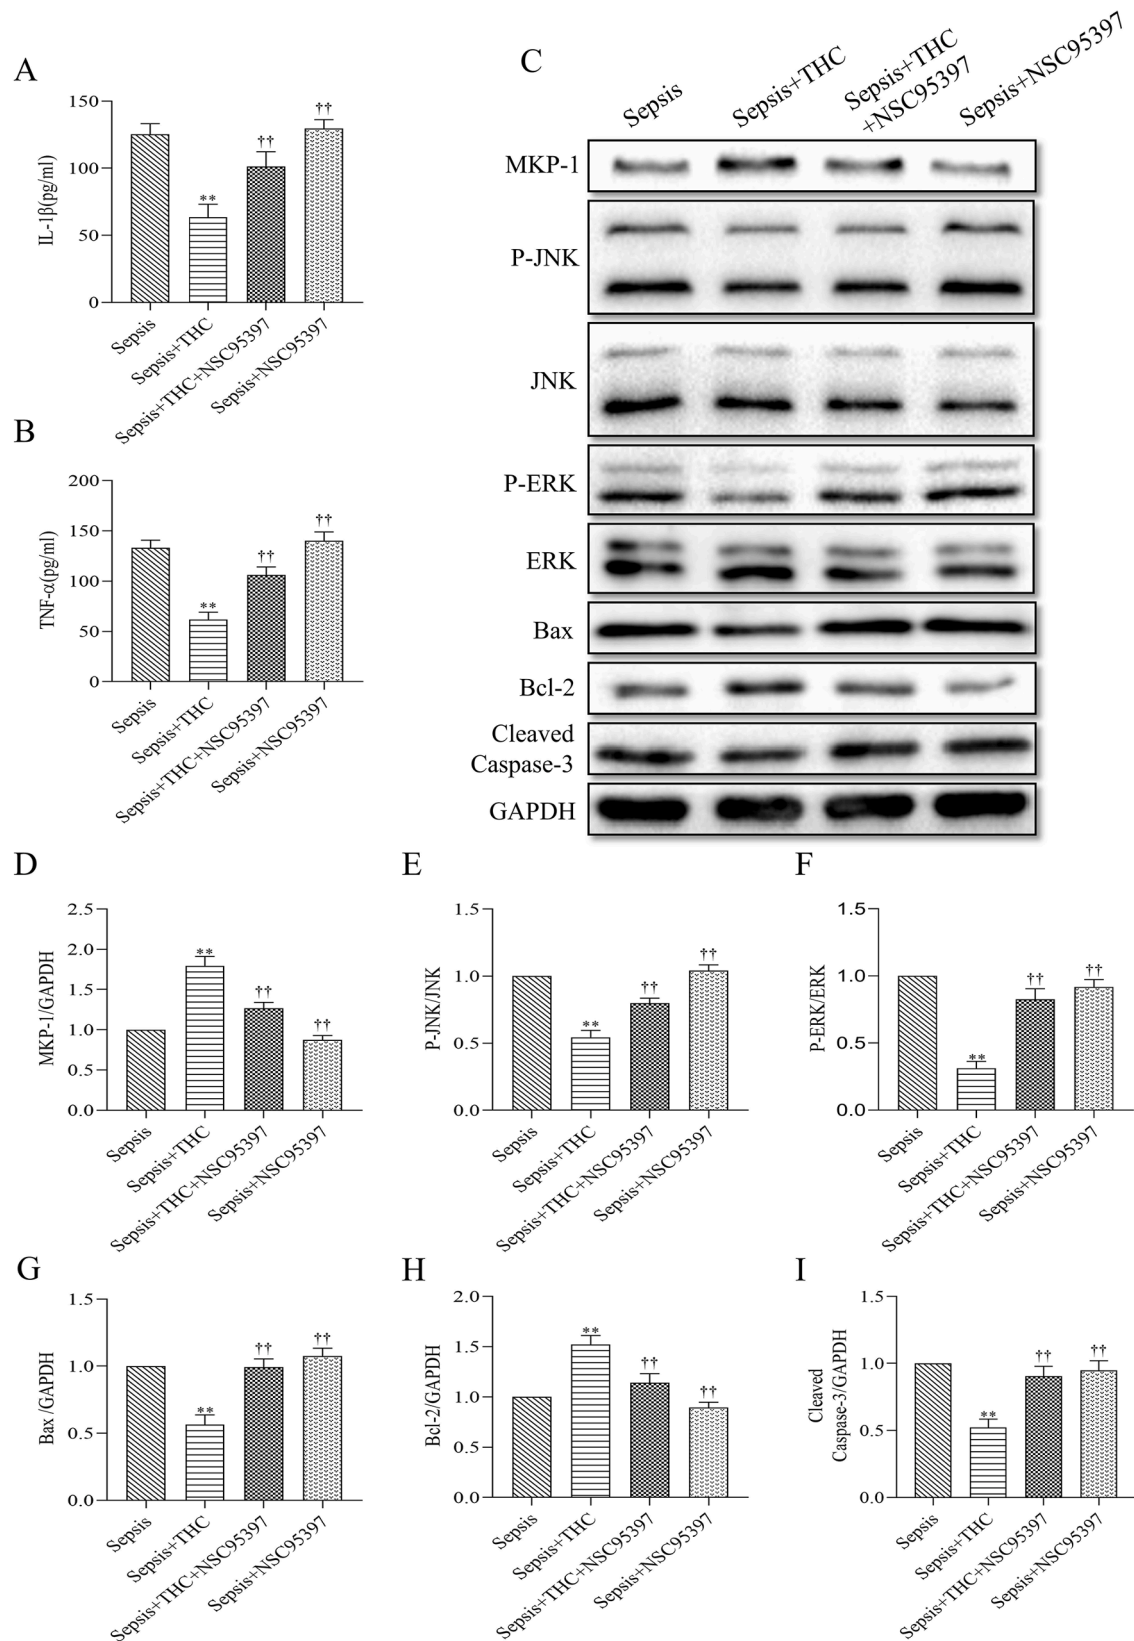 A
IL-1β(pg/ml)
150
100
50
0
**
††
††
Sepsis
Sepsis+THC
Sepsis+THC+NSC95397
Sepsis+NSC95397
B
TNF-α(pg/ml)
200
150
100
50
0
**
††
††
Sepsis
Sepsis+THC
Sepsis+THC+NSC95397
Sepsis+NSC95397
C
Sepsis
Sepsis+THC
Sepsis+THC
+NSC95397
Sepsis+NSC95397
MKP-1
P-JNK
JNK
P-ERK
ERK
Bax
Bcl-2
Cleaved
Caspase-3
GAPDH
D
MKP-1/GAPDH
2.5
2.0
1.5
1.0
0.5
0.0
**
††
††
Sepsis
Sepsis+THC
Sepsis+THC+NSC95397
Sepsis+NSC95397
E
P-JNK/JNK
1.5
1.0
0.5
0.0
**
††
††
Sepsis
Sepsis+THC
Sepsis+THC+NSC95397
Sepsis+NSC95397
F
P-ERK/ERK
1.5
1.0
0.5
0.0
**
††
††
Sepsis
Sepsis+THC
Sepsis+THC+NSC95397
Sepsis+NSC95397
G
Bax /GAPDH
1.5
1.0
0.5
0.0
**
††
††
Sepsis
Sepsis+THC
Sepsis+THC+NSC95397
Sepsis+NSC95397
H
Bcl-2/GAPDH
2.0
1.5
1.0
0.5
0.0
**
††
††
Sepsis
Sepsis+THC
Sepsis+THC+NSC95397
Sepsis+NSC95397
I
Cleaved
Caspase-3/GAPDH
1.5
1.0
0.5
0.0
**
††
††
Sepsis
Sepsis+THC
Sepsis+THC+NSC95397
Sepsis+NSC95397